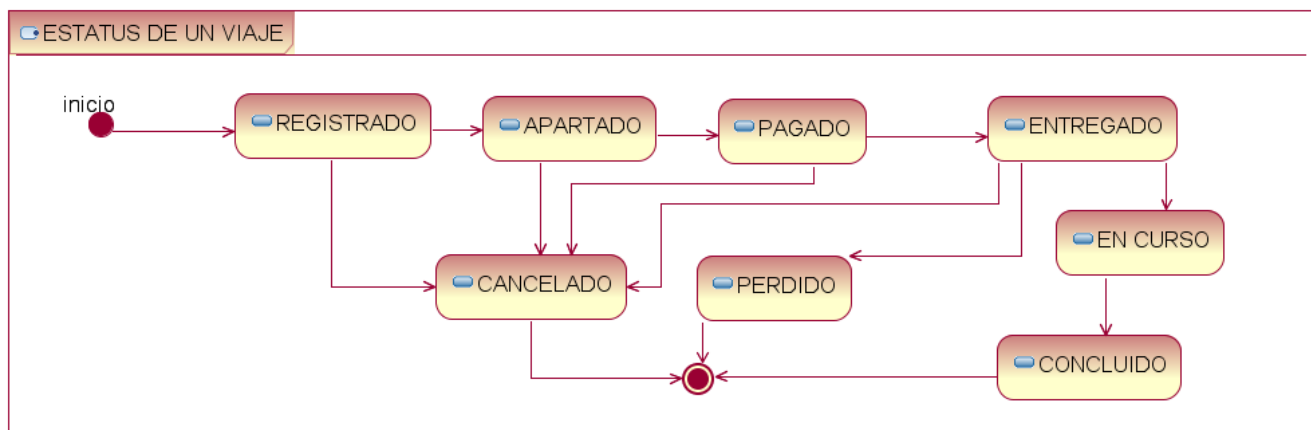 ESTATUS DE UN VIAJE
inicio
REGISTRADO
APARTADO
PAGADO
ENTREGADO
EN CURSO
CANCELADO
PERDIDO
CONCLUIDO